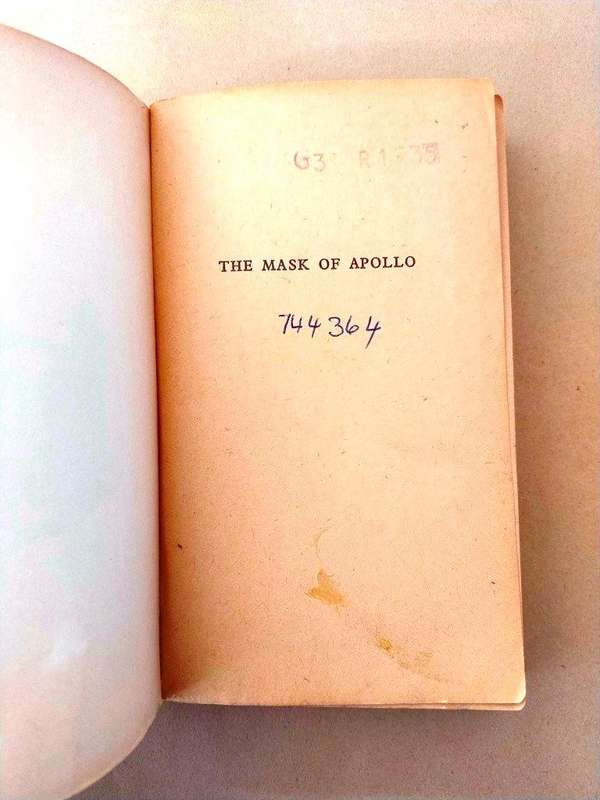 G3
THE MASK OF APOLLO
744364